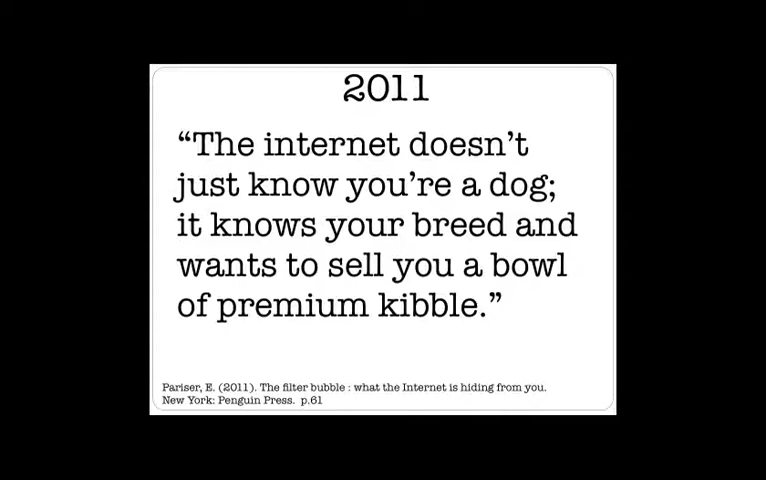 2011
“The internet doesn’t
just know you’re a dog;
it knows your breed and
wants to sell you a bowl
of premium kibble.”
Pariser, E. (2011). The filter bubble : what the Internet is hiding from you.
New York: Penguin Press. p.61